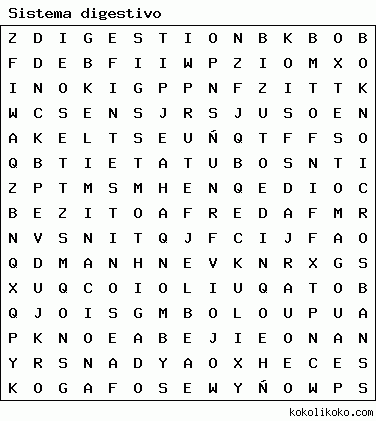 Sistema digestivo
Z D I G E S T I O N B K B O B
F D E B F I I W P Z I O M X O
I N O K I G P P N F Z I T T K
W C S E N S J R S J U S O E N
A K E L T S E U Ñ Q T F F S O
Q B T I E T A T U B O S N T I
Z P T M S M H E N Q E D I O C
B E Z I T O A F R E D A F M R
N V S N I T Q J F C I J F A O
Q D M A N H N E V K N R X G S
X U Q C O I O L I U Q A T O B
Q J O I S G M B O L O U P U A
P K N O E A B E J I E O N A N
Y R S N A D Y A O X H E C E S
K O G A F O S E W Y Ñ O W P S
kokolikoko.com